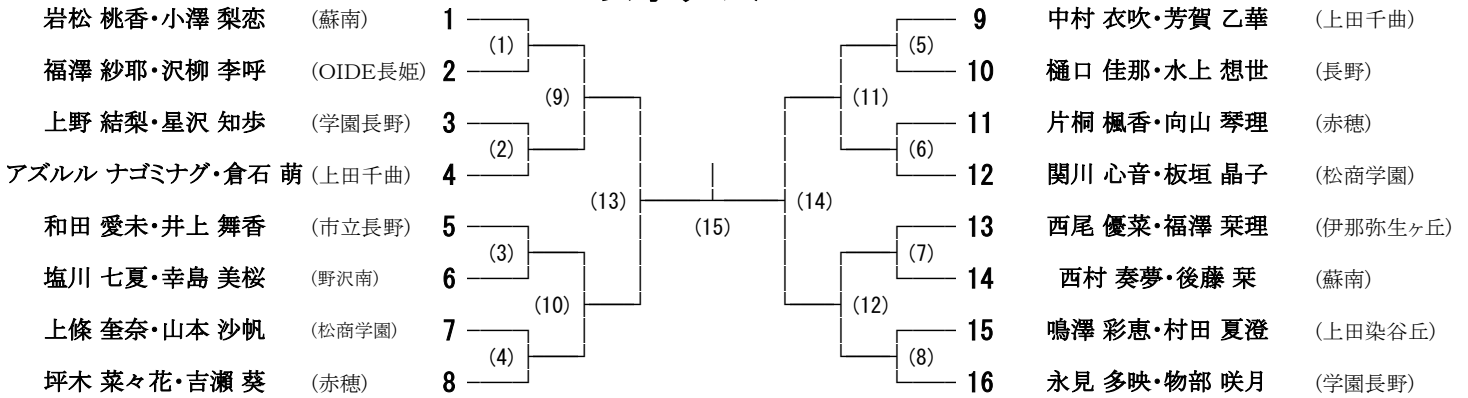 岩松 桃香・小澤 梨恋 (蘇南) 1
福澤 紗耶・沢柳 李呼 (OIDE長姫) 2
上野 結梨・星沢 知歩 (学園長野) 3
アズルル ナゴミナグ・倉石 萌 (上田千曲) 4
和田 愛未・井上 舞香 (市立長野) 5
塩川 七夏・幸島 美桜 (野沢南) 6
上條 奎奈・山本 沙帆 (松商学園) 7
坪木 菜々花・吉瀬 葵 (赤穂) 8
(1)
(2)
(3)
(4)
(9)
(10)
(13)
(15)
(14)
(11)
(12)
(5)
(6)
(7)
(8)
9 中村 衣吹・芳賀 乙華 (上田千曲)
10 樋口 佳那・水上 想世 (長野)
11 片桐 楓香・向山 琴理 (赤穂)
12 関川 心音・板垣 晶子 (松商学園)
13 西尾 優菜・福澤 栞理 (伊那弥生ヶ丘)
14 西村 奏夢・後藤 栞 (蘇南)
15 鳴澤 彩恵・村田 夏澄 (上田染谷丘)
16 永見 多映・物部 咲月 (学園長野)